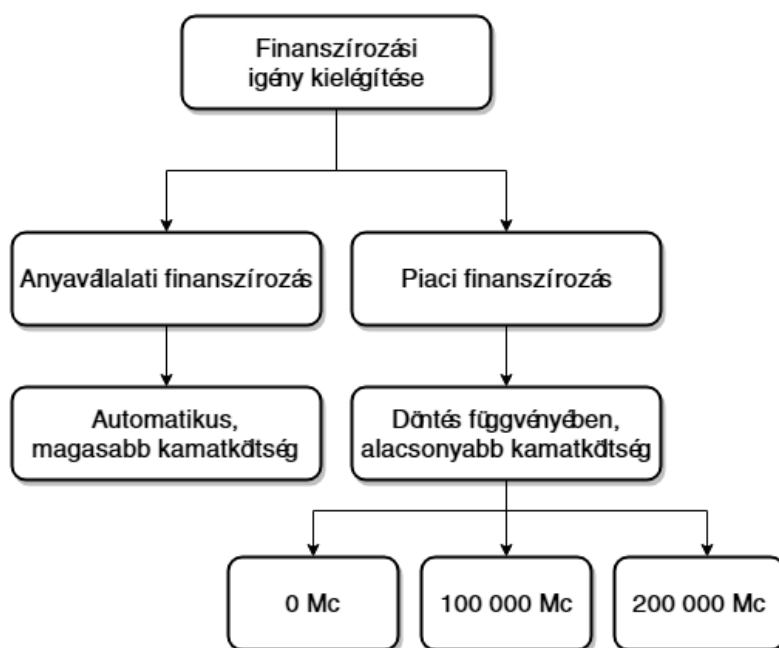 Finanszírozási
igény kielégítése
Anyavállalati finanszírozás
Piaci finanszírozás
Automatikus,
magasabb kamatköltség
Döntés függvényében,
alacsonyabb kamatköltség
0 Mc
100 000 Mc
200 000 Mc